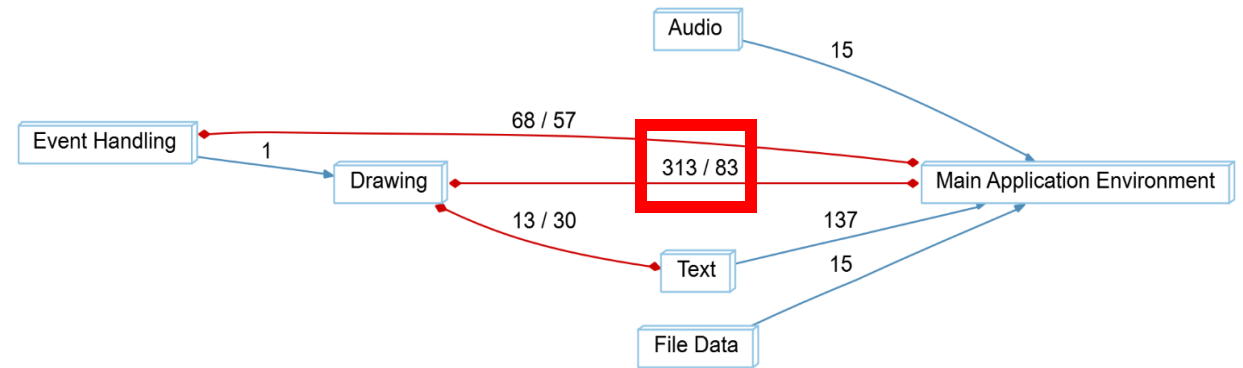 Audio
15
68 / 57
Event Handling
1
313 / 83
Drawing
Main Application Environment
13 / 30
137
Text
15
File Data